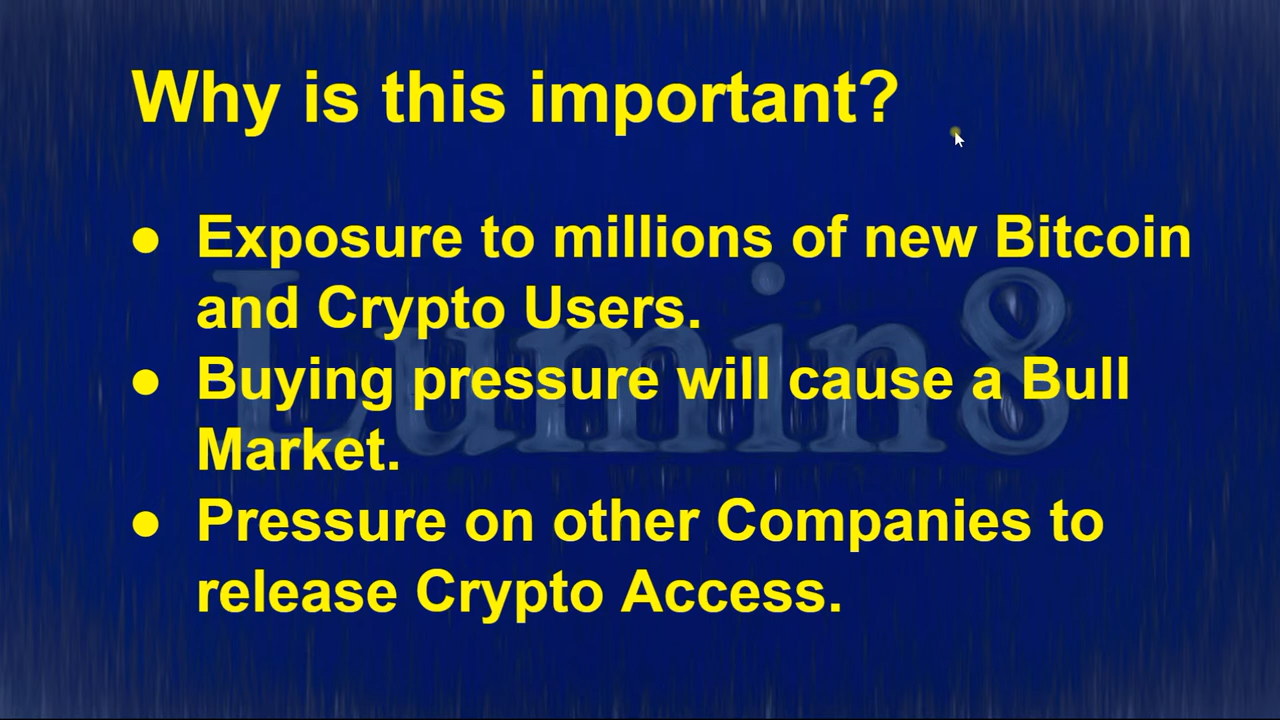 Why is this important?
● Exposure to millions of new Bitcoin
and Crypto Users.
● Buying pressure will cause a Bull
Market.
● Pressure on other Companies to
release Crypto Access.
Lumin8